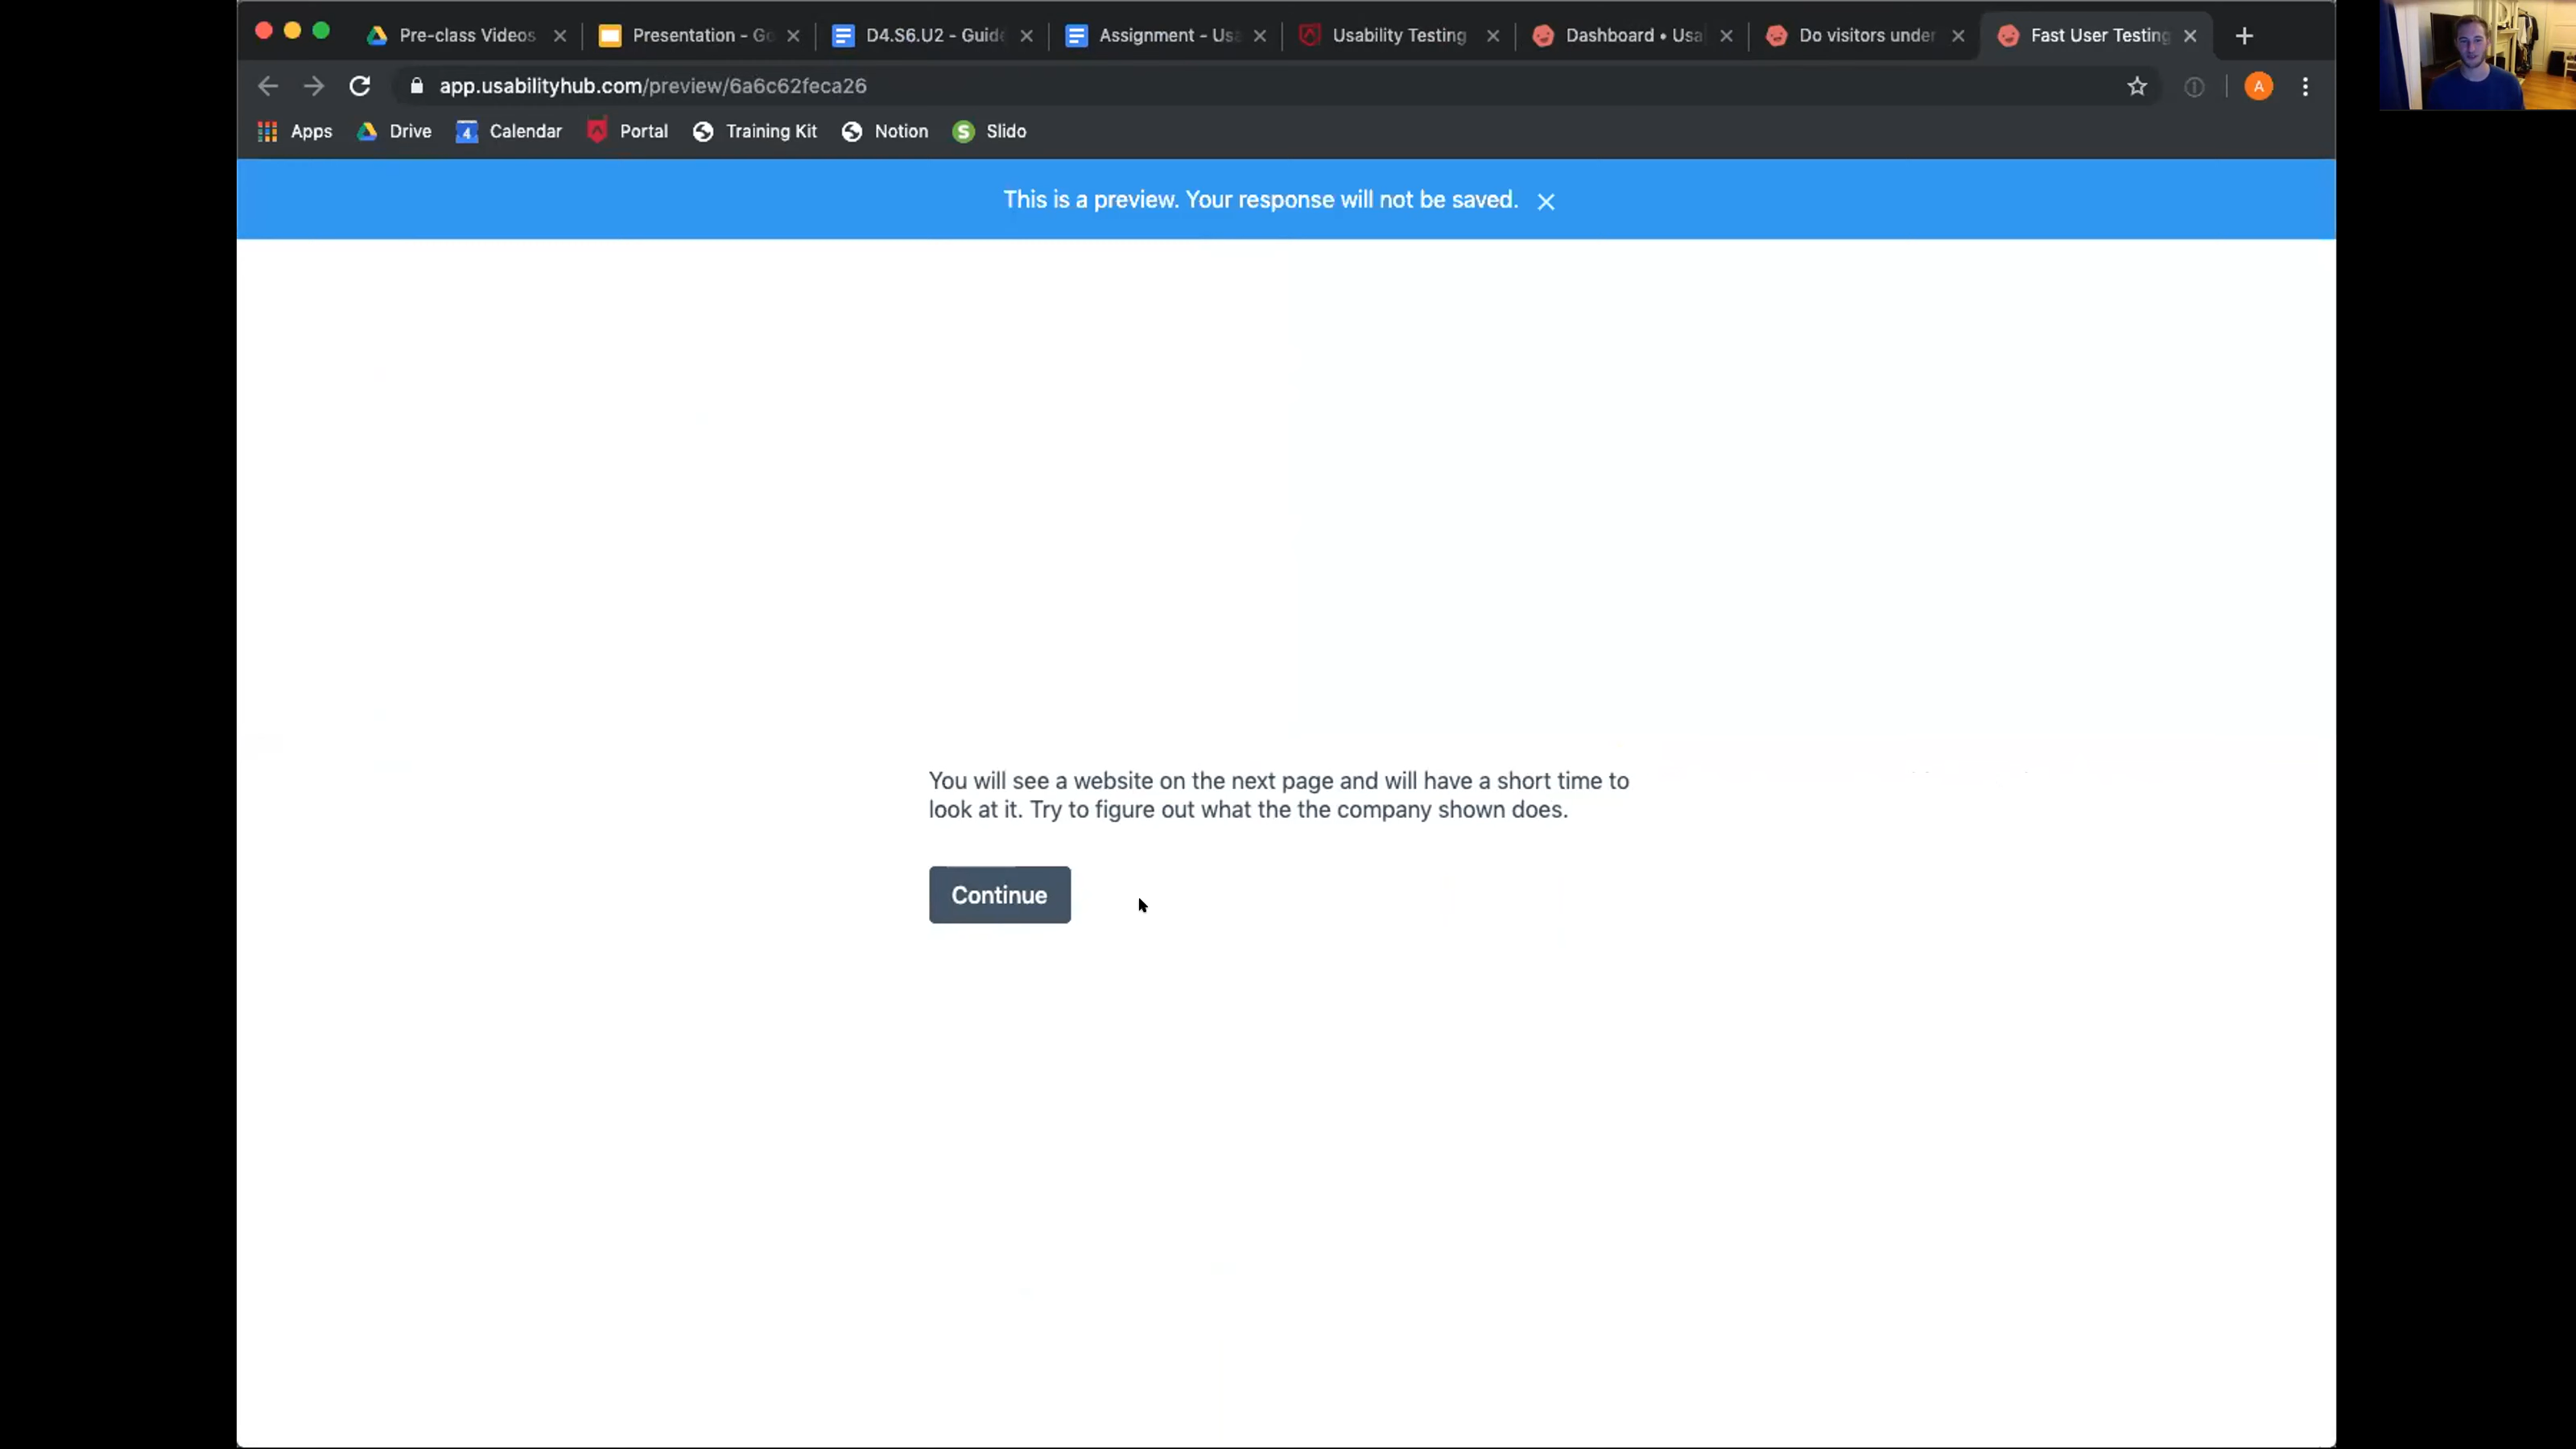 Pre-class Videos
Presentation - Go
D4.S6.U2 - Guide
Assignment - Usa
Usability Testing
Dashboard • Usa
Do visitors under
Fast User Testing
app.usabilityhub.com/preview/6a6c62feca26
A
Apps
Drive
4
Calendar
Portal
Training Kit
Notion
S
Slido
This is a preview. Your response will not be saved.
You will see a website on the next page and will have a short time to
look at it. Try to figure out what the the company shown does.
Continue